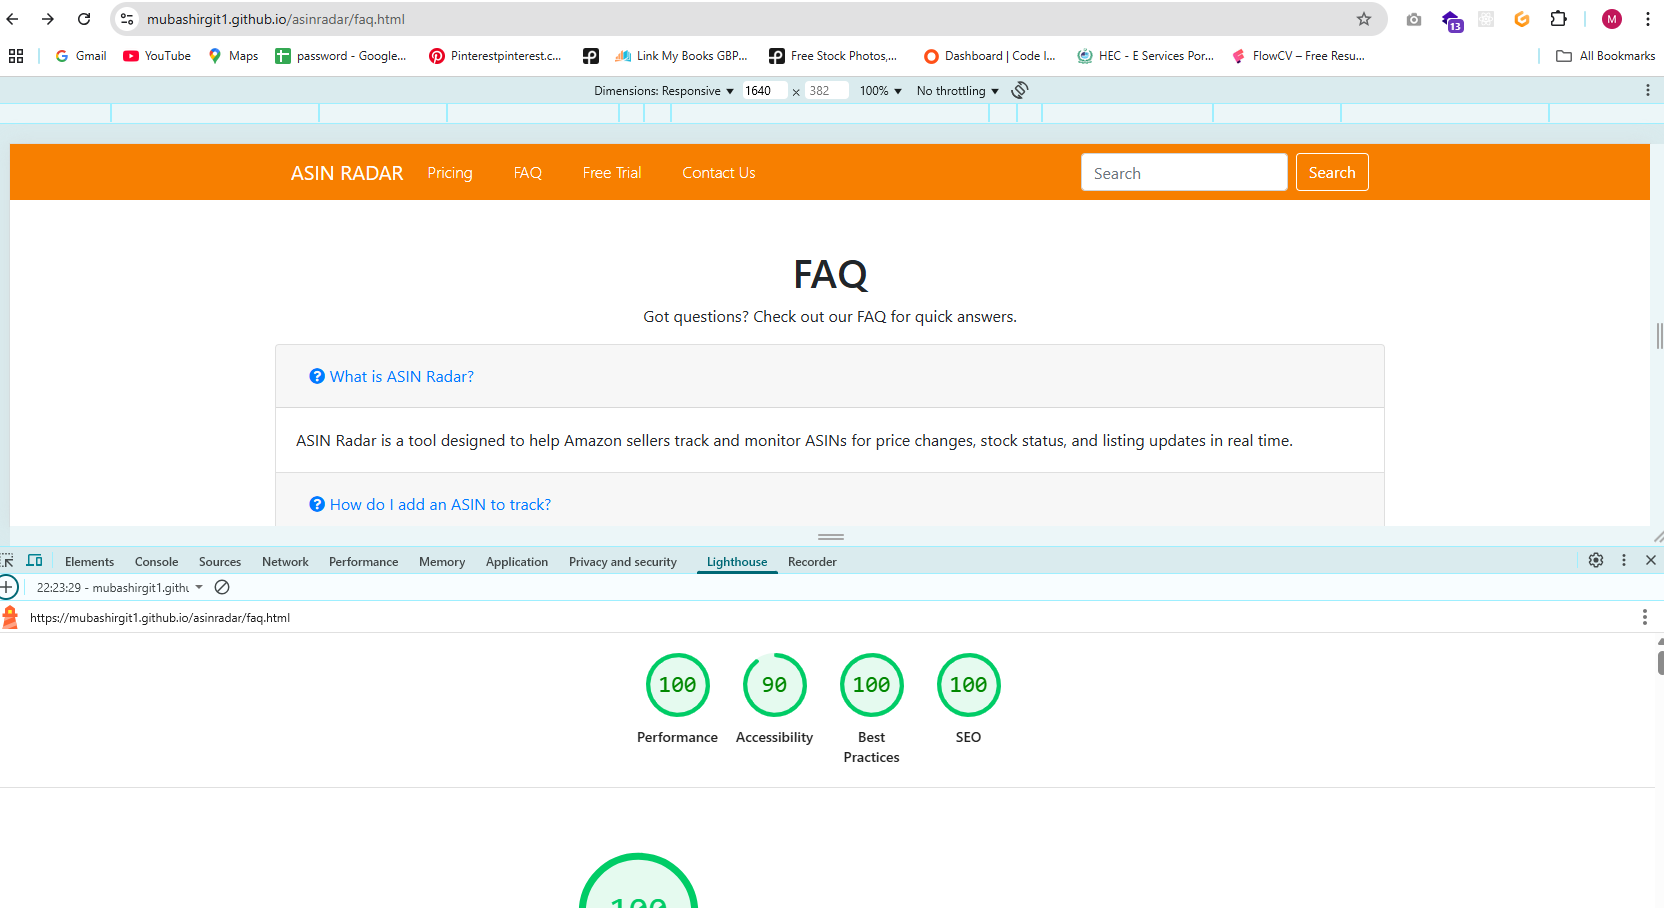 mubashirgit1.github.io/asinradar/faq.html
13
M
Gmail YouTube Maps password - Google... Pinterestpinterest.c... Link My Books GBP... Free Stock Photos,... Dashboard | Code I... HEC - E Services Por... FlowCV – Free Resu... All Bookmarks
Dimensions: Responsive 1640 × 382 100% No throttling
ASIN RADAR Pricing FAQ Free Trial Contact Us Search Search
FAQ
Got questions? Check out our FAQ for quick answers.
What is ASIN Radar?
ASIN Radar is a tool designed to help Amazon sellers track and monitor ASINs for price changes, stock status, and listing updates in real time.
How do I add an ASIN to track?
Elements Console Sources Network Performance Memory Application Privacy and security Lighthouse Recorder
22:23:29 - mubashirgit1.githu
https://mubashirgit1.github.io/asinradar/faq.html
100 90 100 100
Performance Accessibility Best Practices SEO
100